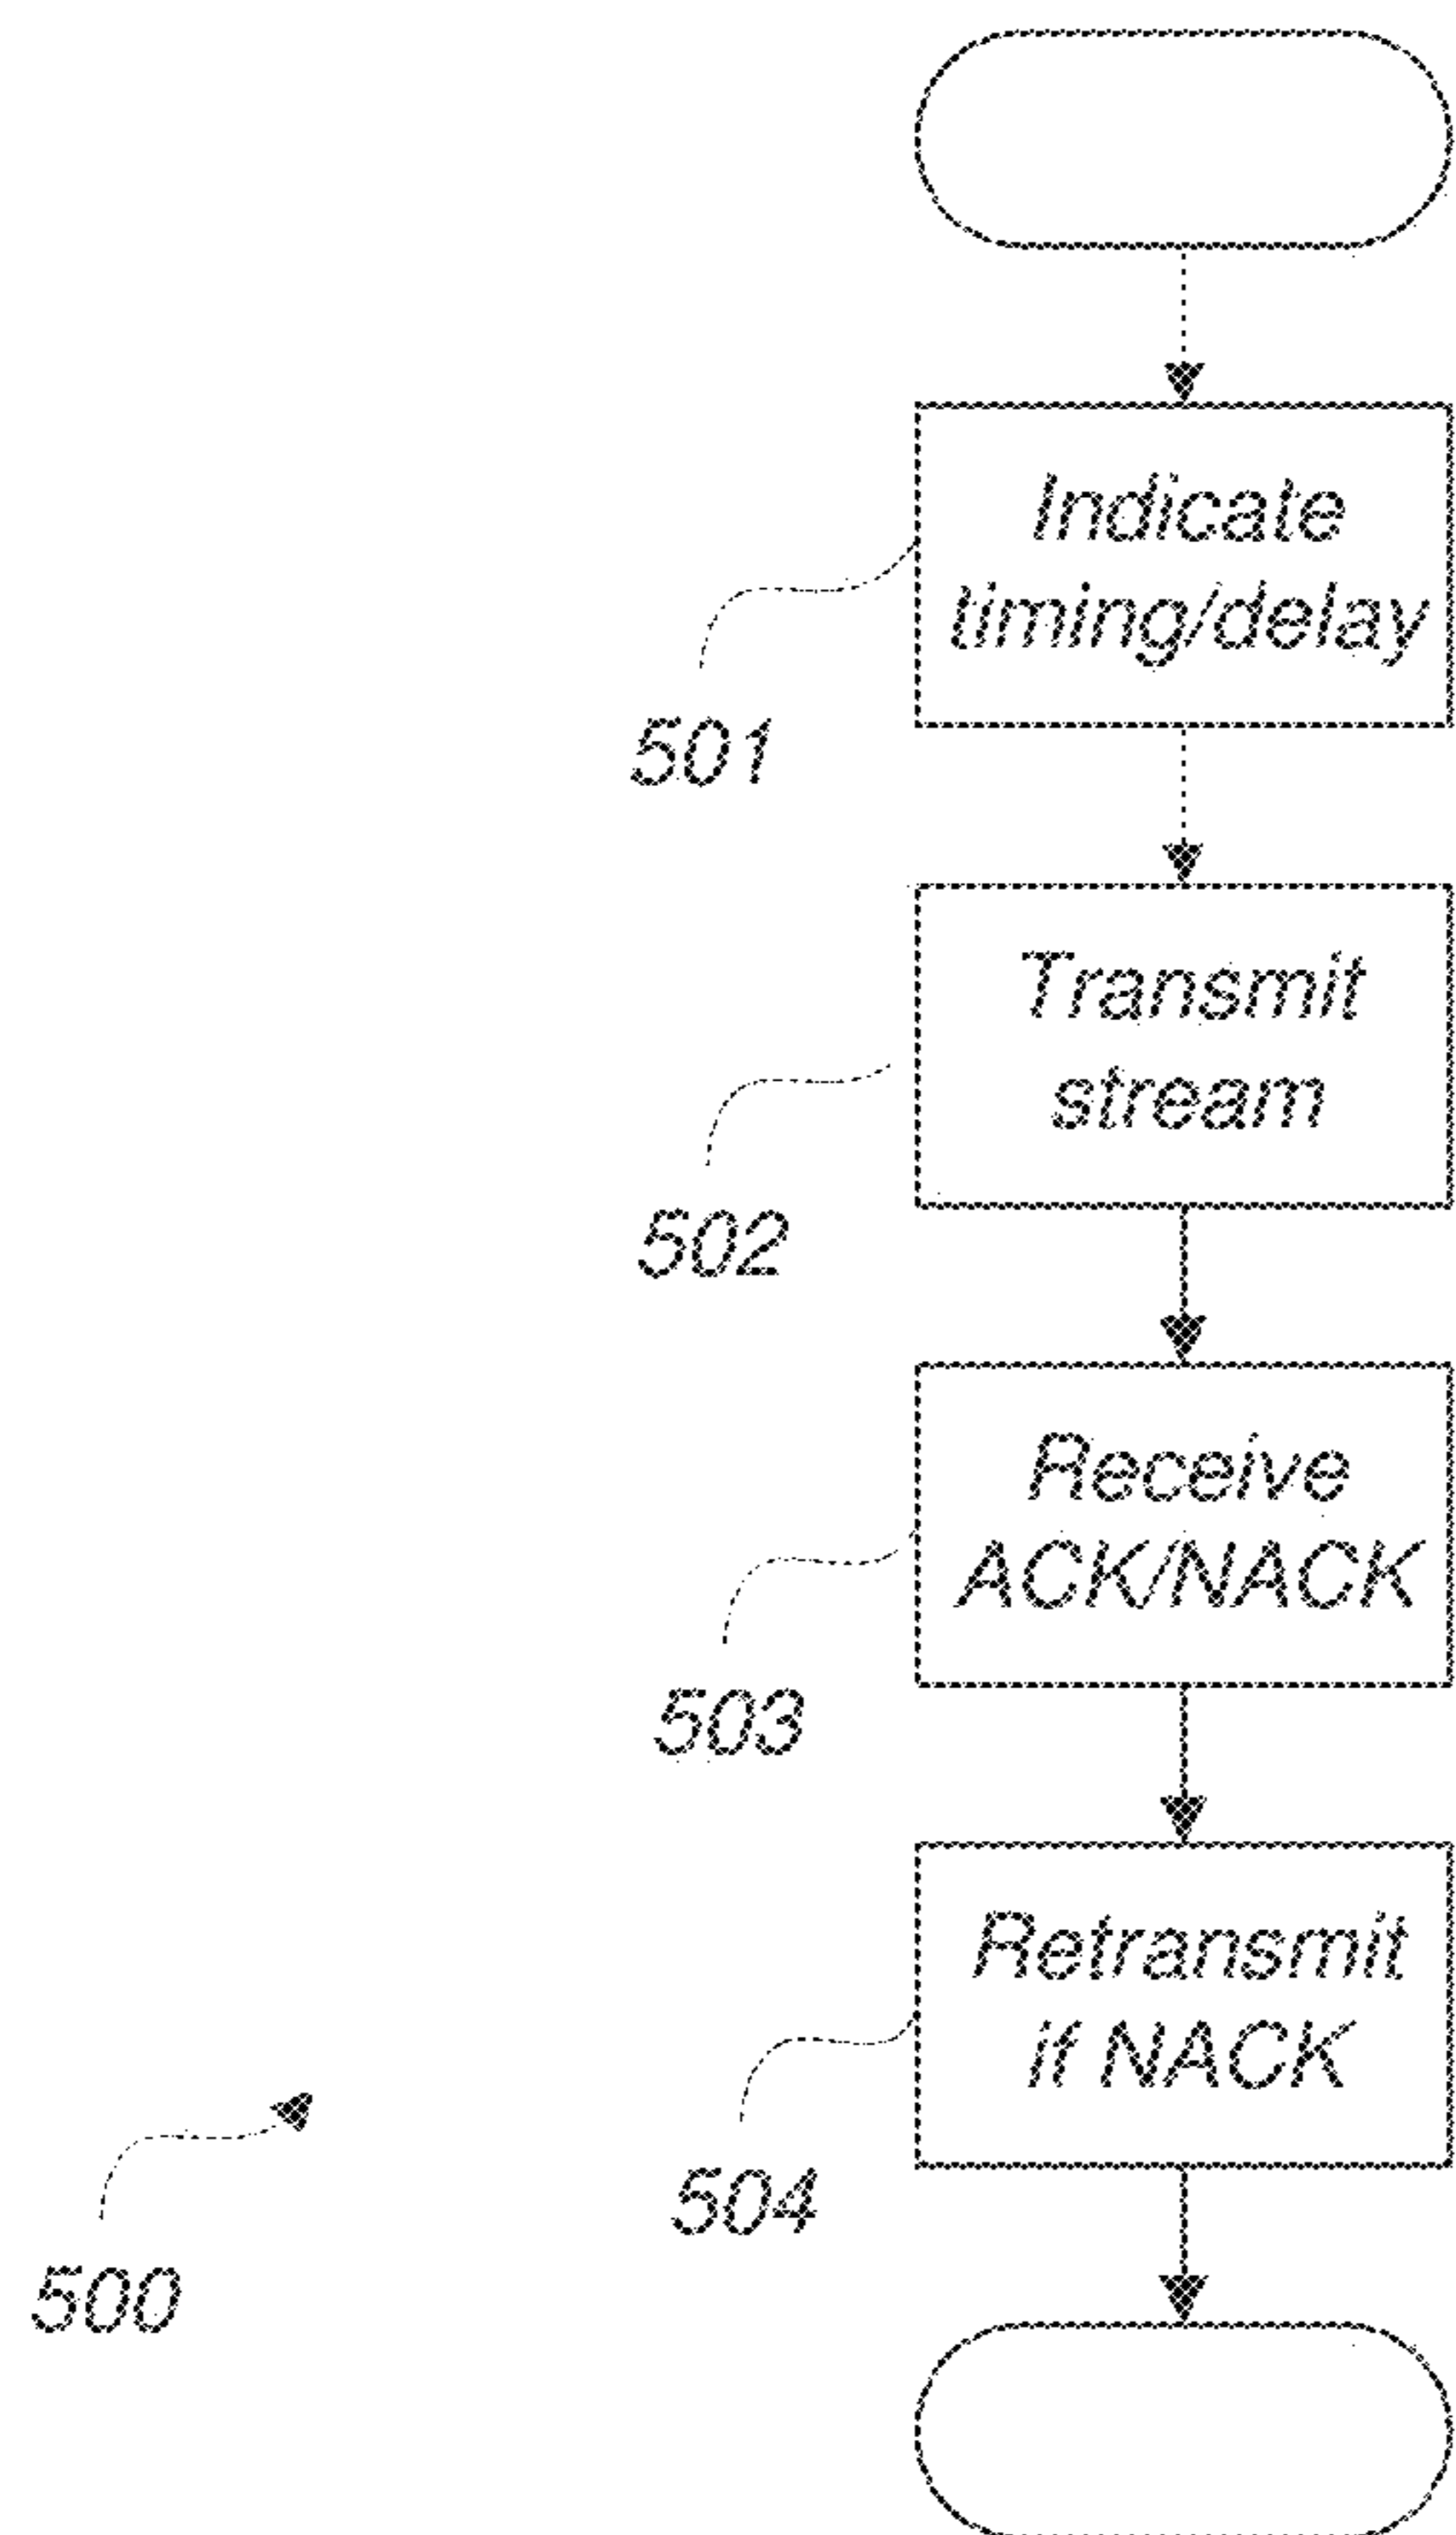 Indicate
timing/delay
501
Transmit
stream
502
Receive
ACK/NACK
503
Retransmit
if NACK
504
500